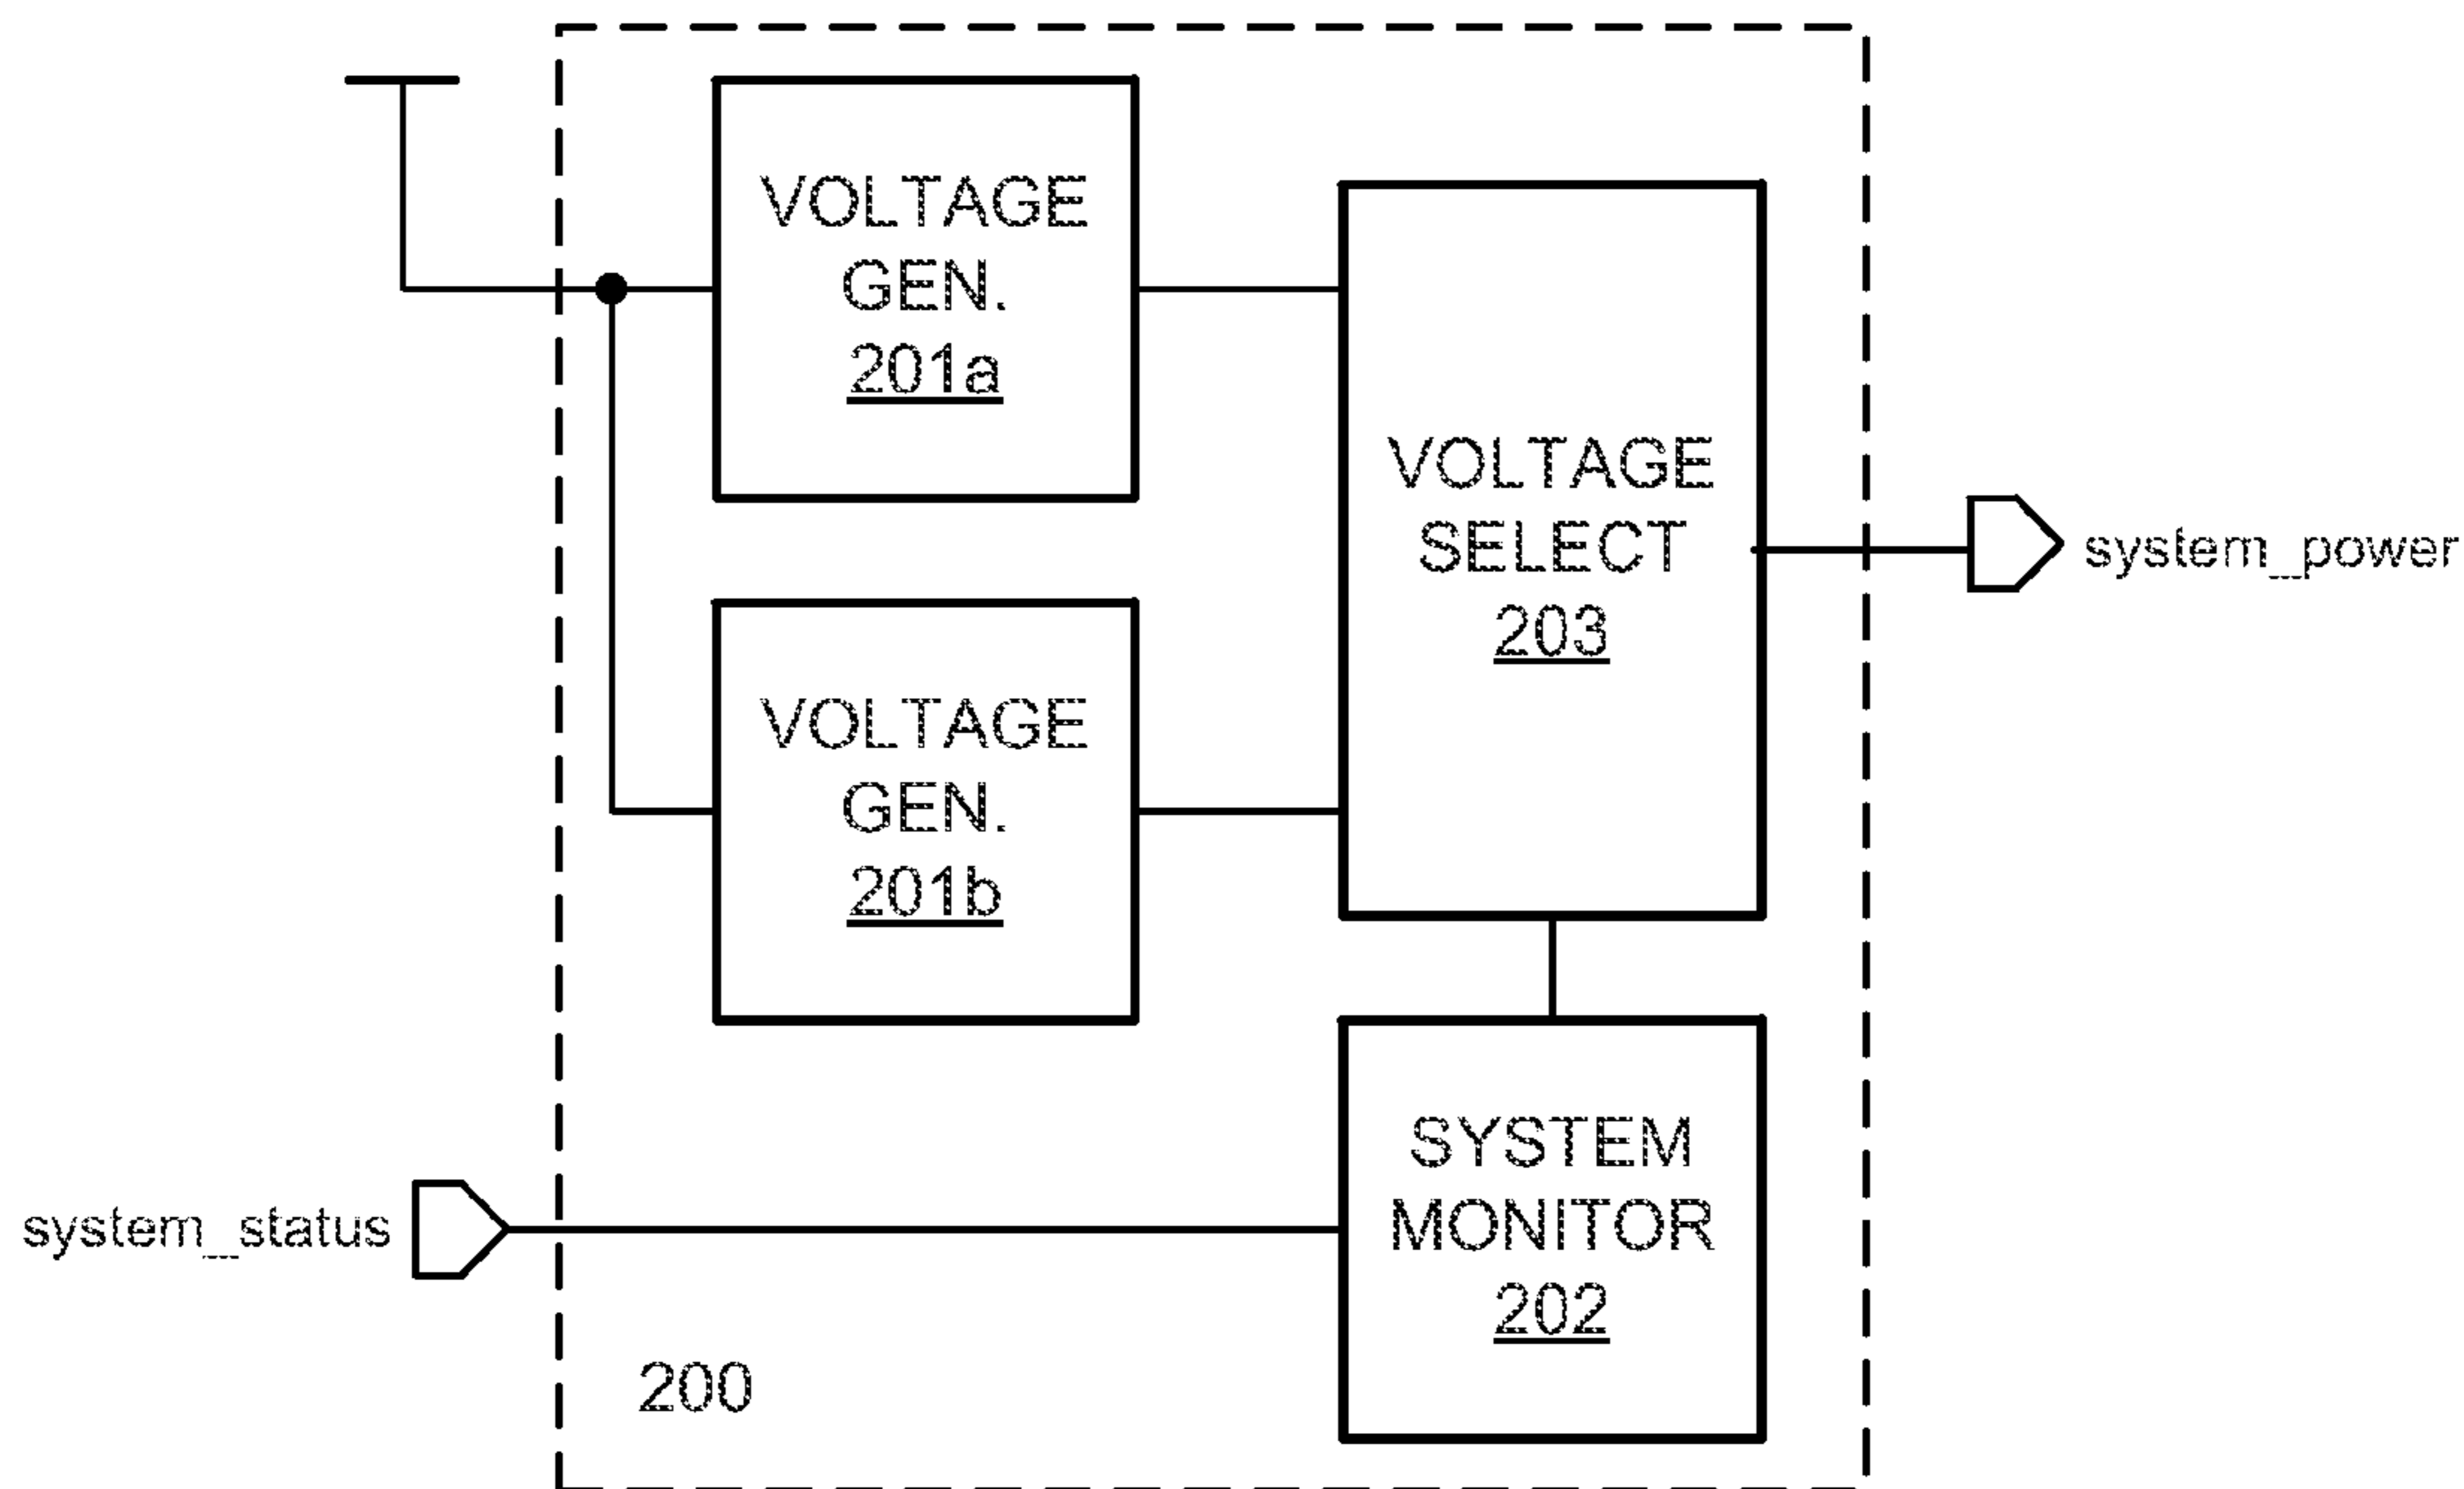 VOLTAGE
GEN.
201a
VOLTAGE
SELECT
203
system_power
VOLTAGE
GEN.
201b
SYSTEM
MONITOR
202
system_status
200